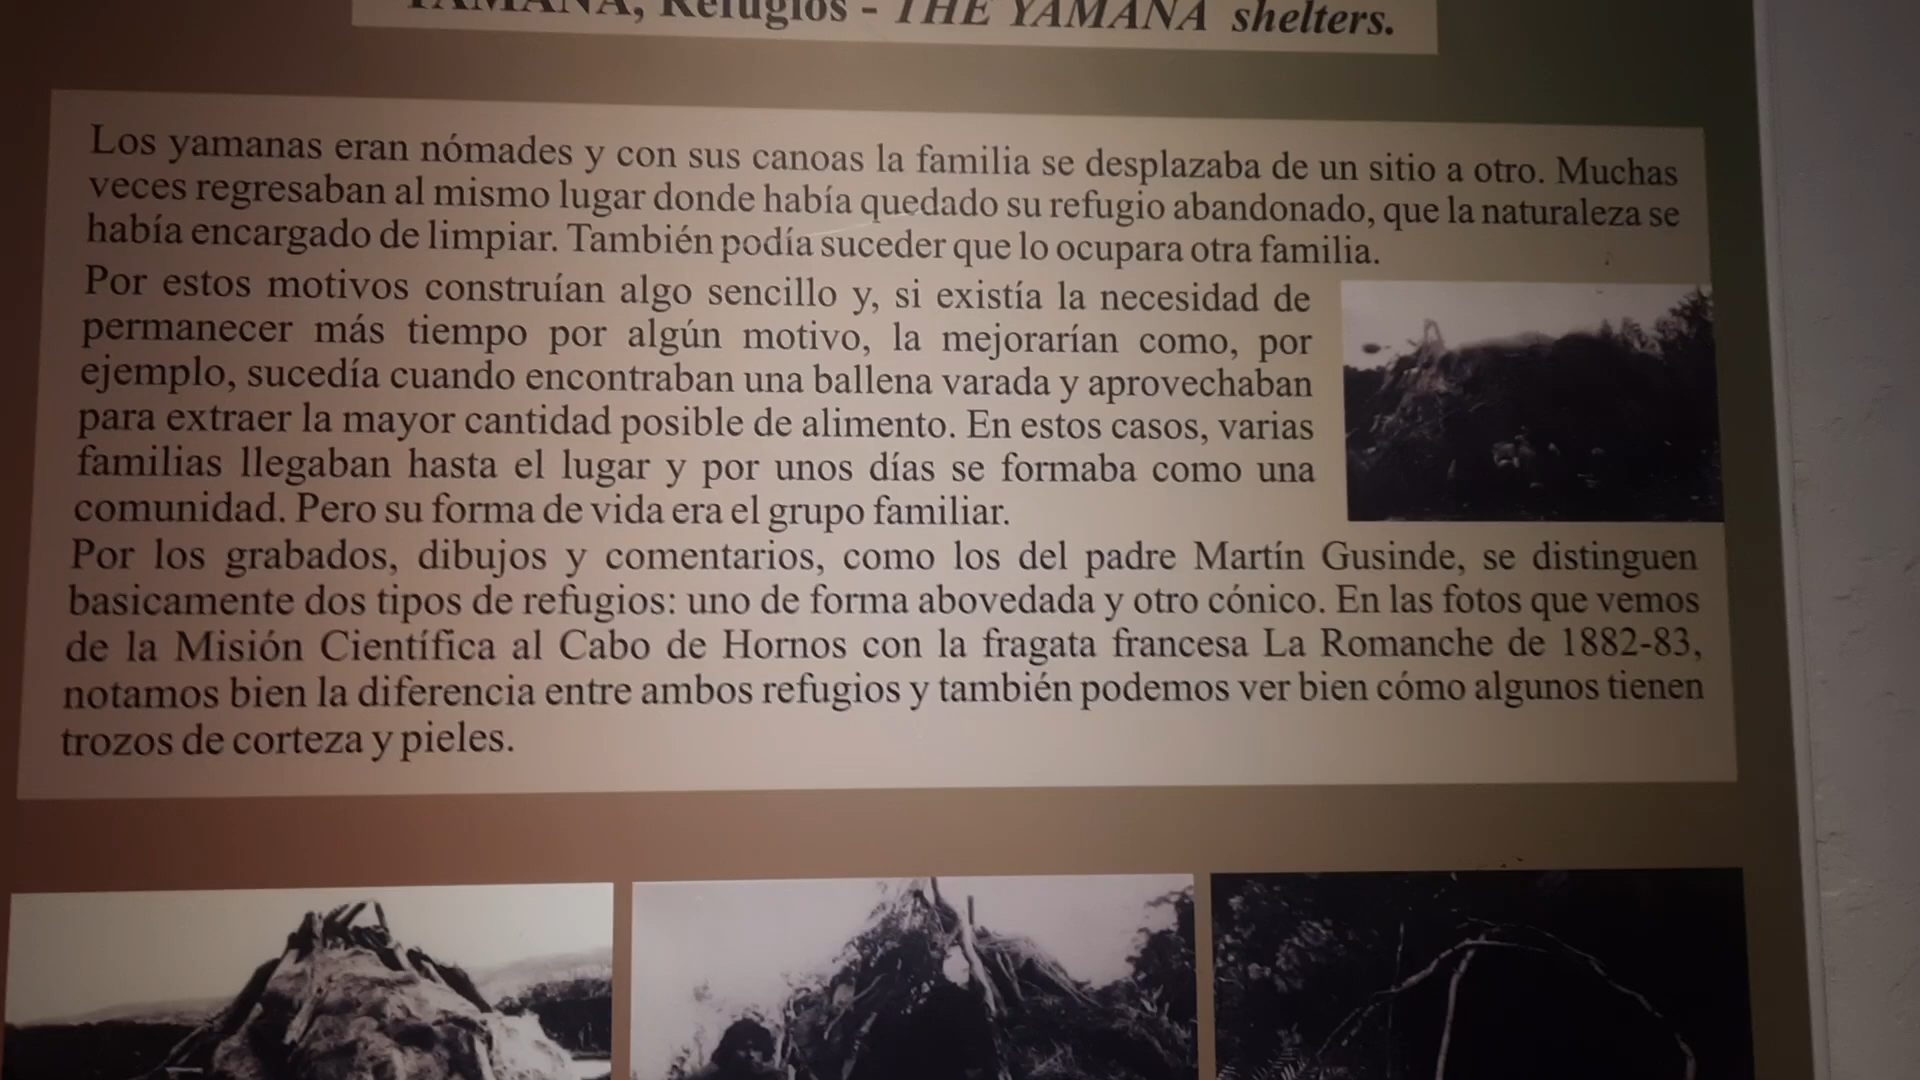 YAMANA, Refugios - THE YAMANA shelters.
Los yamanas eran nómades y con sus canoas la familia se desplazaba de un sitio a otro. Muchas
veces regresaban al mismo lugar donde había quedado su refugio abandonado, que la naturaleza se
había encargado de limpiar. También podía suceder que lo ocupara otra familia.
Por estos motivos construían algo sencillo y, si existía la necesidad de
permanecer más tiempo por algún motivo, la mejorarían como, por
ejemplo, sucedía cuando encontraban una ballena varada y aprovechaban
para extraer la mayor cantidad posible de alimento. En estos casos, varias
familias llegaban hasta el lugar y por unos días se formaba como una
comunidad. Pero su forma de vida era el grupo familiar.
Por los grabados, dibujos y comentarios, como los del padre Martín Gusinde, se distinguen
basicamente dos tipos de refugios: uno de forma abovedada y otro cónico. En las fotos que vemos
de la Misión Científica al Cabo de Hornos con la fragata francesa La Romanche de 1882-83,
notamos bien la diferencia entre ambos refugios y también podemos ver bien cómo algunos tienen
trozos de corteza y pieles.